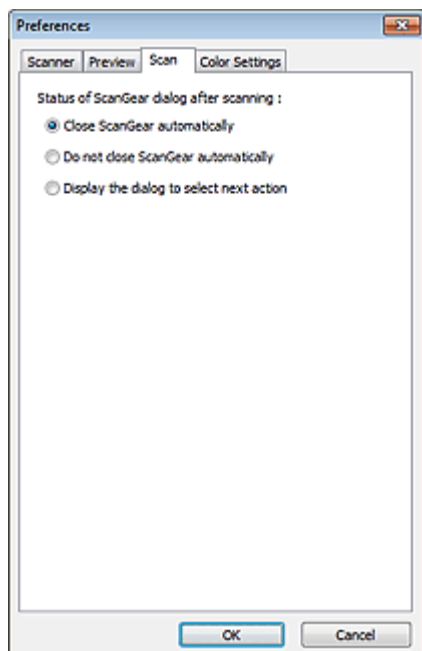 Preferences
Scanner Preview Scan Color Settings
Status of ScanGear dialog after scanning :
Close ScanGear automatically
Do not close ScanGear automatically
Display the dialog to select next action
OK Cancel